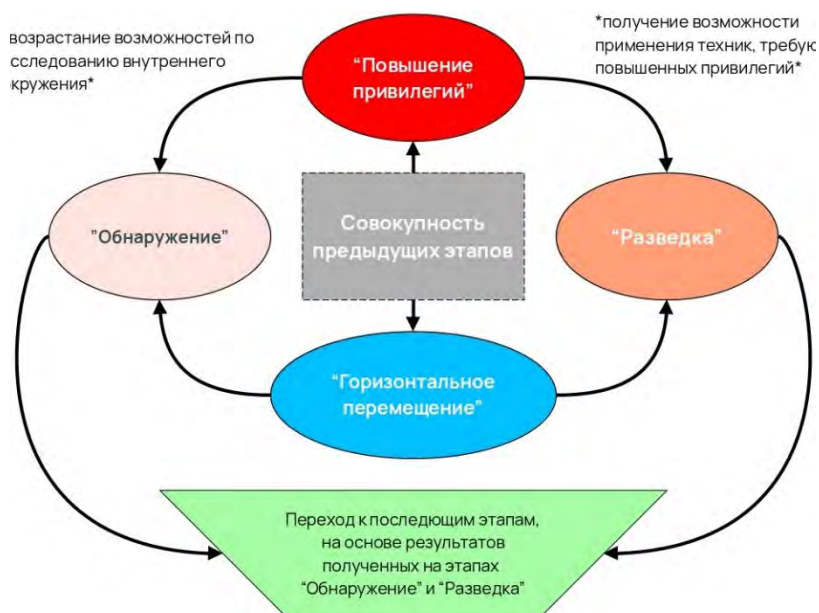 возрастание возможностей по
сследованию внутреннего
кружения*
*получение возможности
применения техник, требую
повышенных привилегий*
“Повышение
привилегий”
”Обнаружение”
Совокупность
предыдущих этапов
“Разведка”
“Горизонтальное
перемещение”
Переход к последющим этапам,
на основе результатов
полученных на этапах
“Обнаружение” и “Разведка”